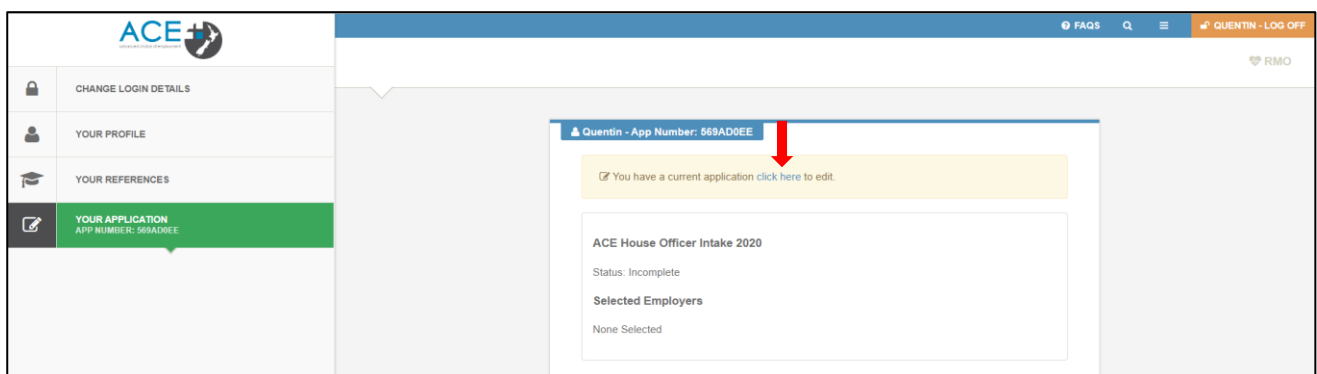 ACE
FAQS
QUENTIN - LOG OFF
RMO
CHANGE LOGIN DETAILS
YOUR PROFILE
YOUR REFERENCES
YOUR APPLICATION
APP NUMBER: 569AD0EE
Quentin - App Number: 569AD0EE
You have a current application click here to edit.
ACE House Officer Intake 2020
Status: Incomplete
Selected Employers
None Selected